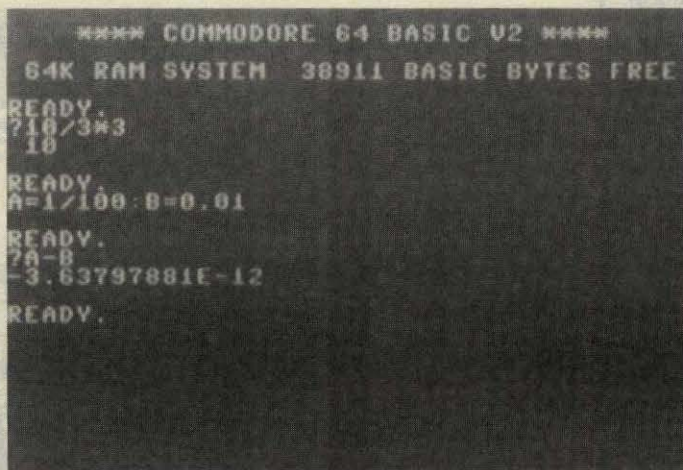 **** COMMODORE 64 BASIC V2 ****
64K RAM SYSTEM 38911 BASIC BYTES FREE
READY.
?10/3*3
10
READY.
A=1/100:B=0.01
READY.
?A-B
-3.63797881E-12
READY.